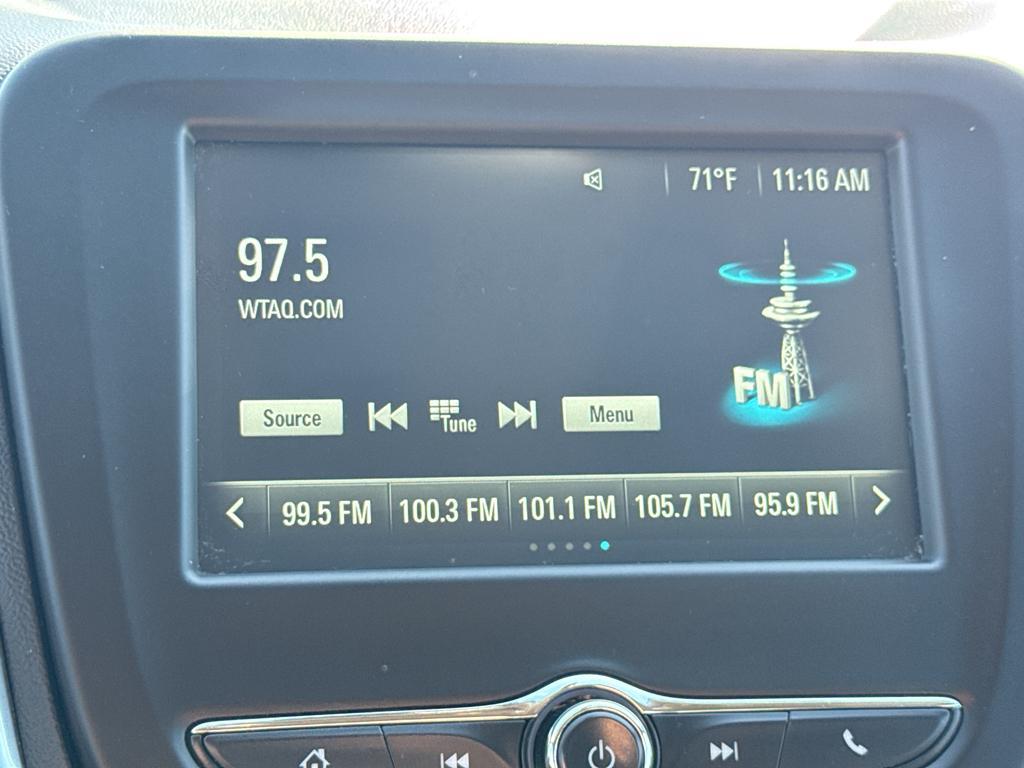 71°F 11:16 AM
97.5
WTAQ.COM
FM
Source Tune Menu
99.5 FM 100.3 FM 101.1 FM 105.7 FM 95.9 FM